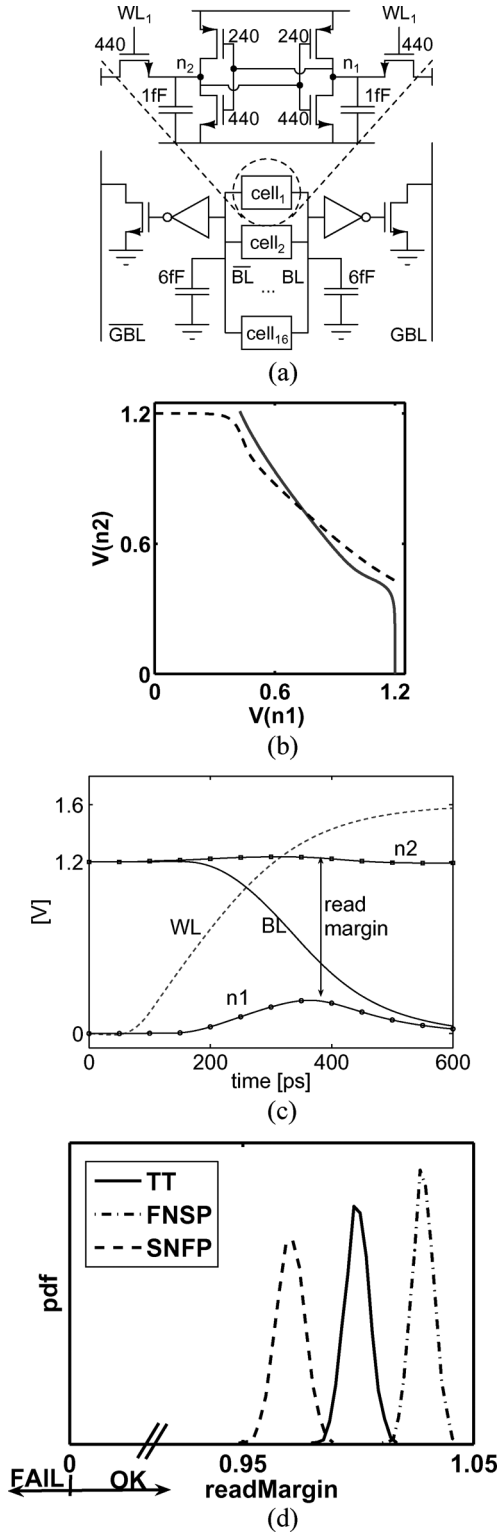 WL1
WL1
440
n2
240
240
n1
440
1fF
440
440
1fF
cell1
cell2
6fF
BL
...
BL
6fF
GBL
cell16
GBL
(a)
1.2
V(n2)
0.6
0
0
0.6
1.2
V(n1)
(b)
1.6
1.2
[V]
0
n2
WL
BL
read
margin
n1
0
200
400
600
time [ps]
(c)
TT
FNSP
SNFP
pdf
0
0.95
1.05
FAIL
OK
readMargin
(d)